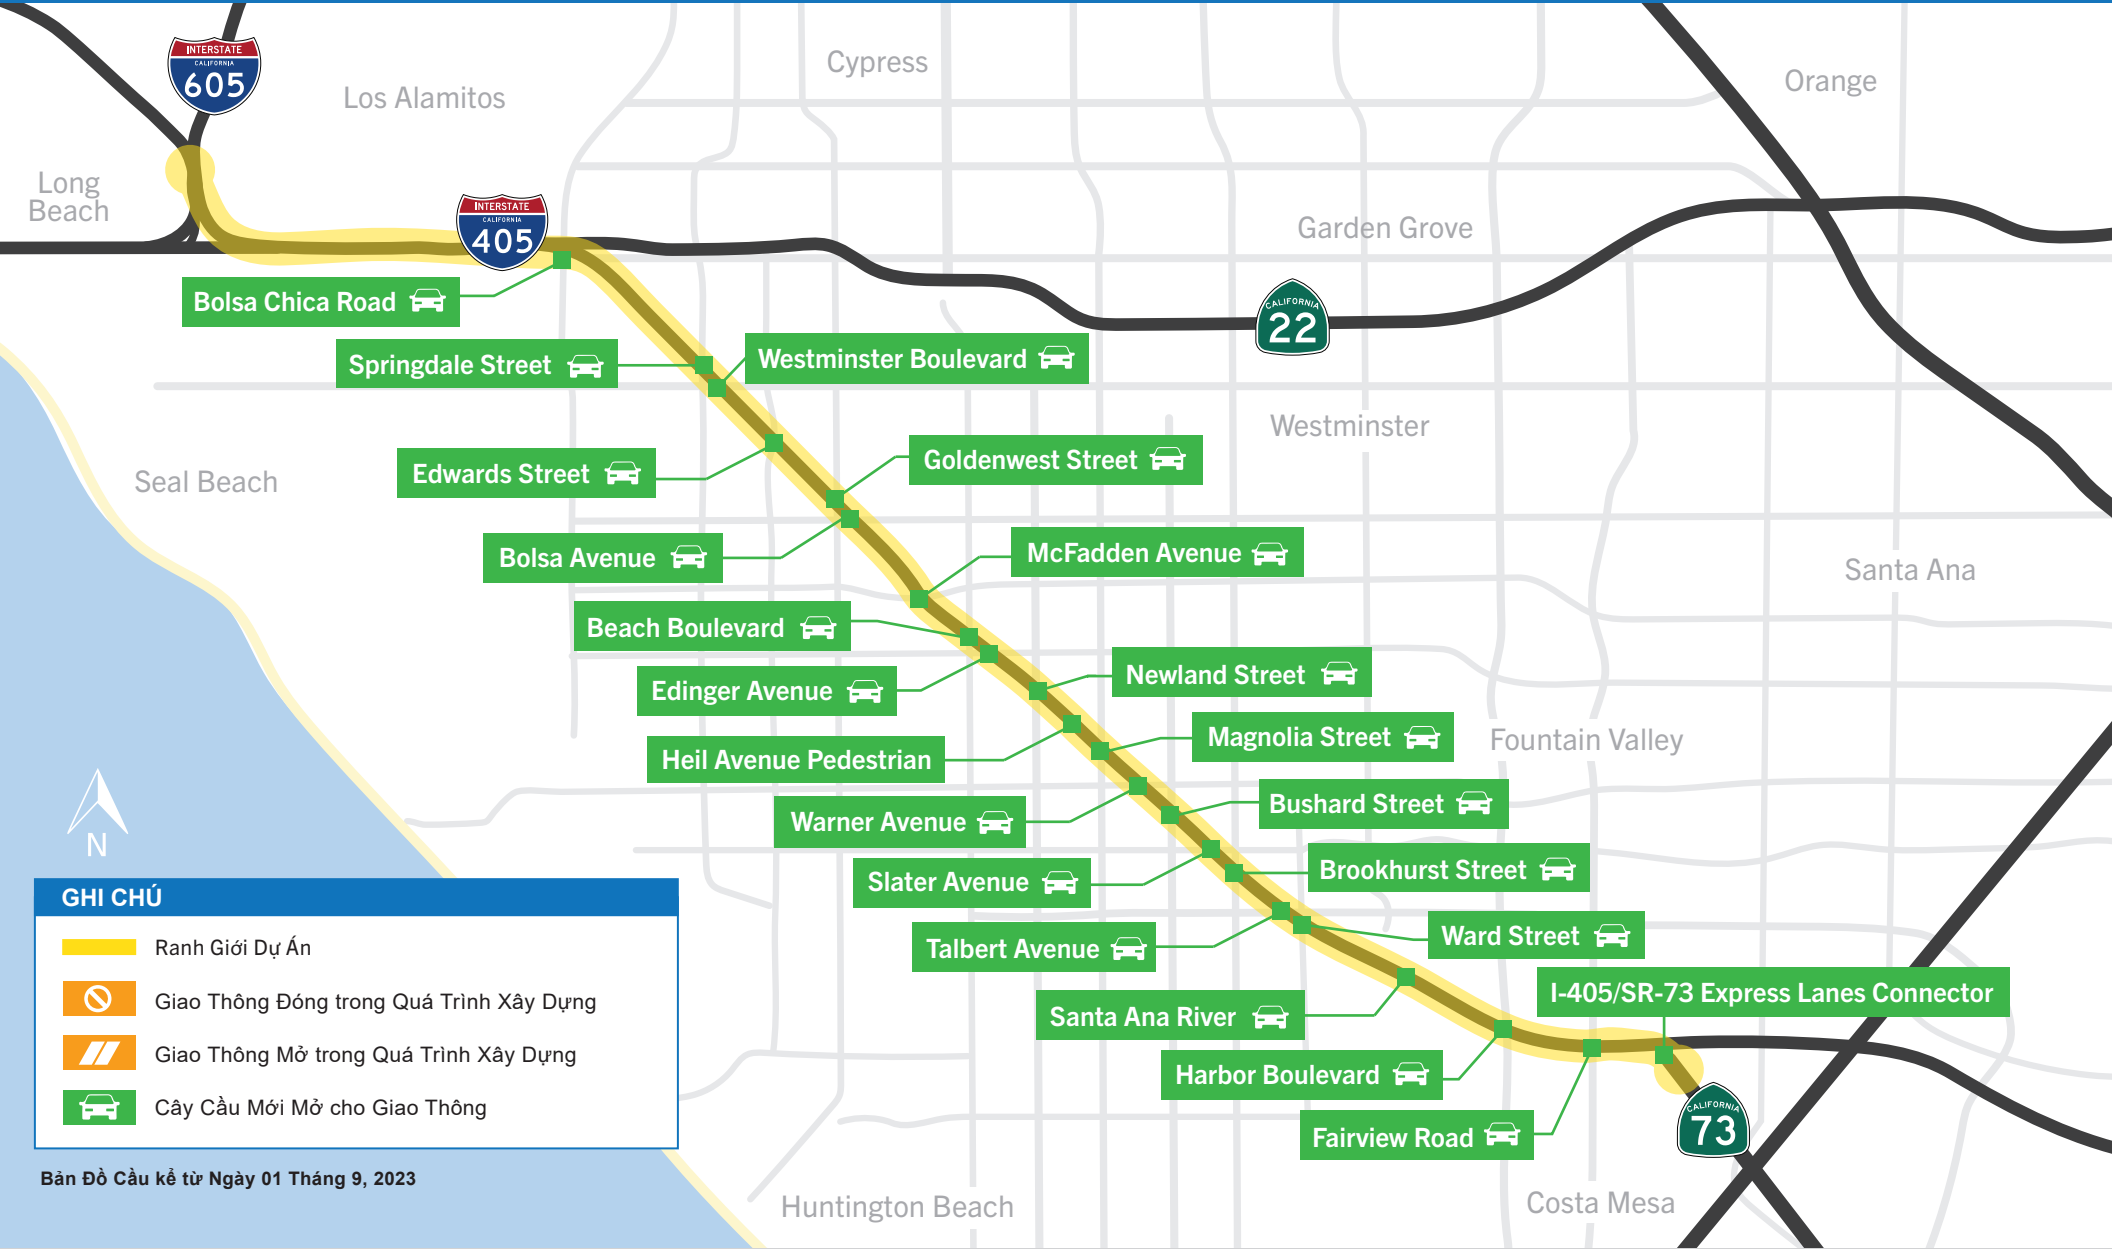 INTERSTATE
CALIFORNIA
605
Los Alamitos
Cypress
Orange
Long
Beach
INTERSTATE
CALIFORNIA
405
Garden Grove
Bolsa Chica Road
CALIFORNIA
22
Springdale Street
Westminster Boulevard
Westminster
Seal Beach
Edwards Street
Goldenwest Street
Bolsa Avenue
McFadden Avenue
Santa Ana
Beach Boulevard
Edinger Avenue
Newland Street
Heil Avenue Pedestrian
Magnolia Street
Fountain Valley
Warner Avenue
Bushard Street
Slater Avenue
Brookhurst Street
Talbert Avenue
Ward Street
I-405/SR-73 Express Lanes Connector
Santa Ana River
Harbor Boulevard
Fairview Road
CALIFORNIA
73
Huntington Beach
Costa Mesa
N
GHI CHÚ
Ranh Giới Dự Án
Giao Thông Đóng trong Quá Trình Xây Dựng
Giao Thông Mở trong Quá Trình Xây Dựng
Cây Cầu Mới Mở cho Giao Thông
Bản Đồ Cầu kể từ Ngày 01 Tháng 9, 2023